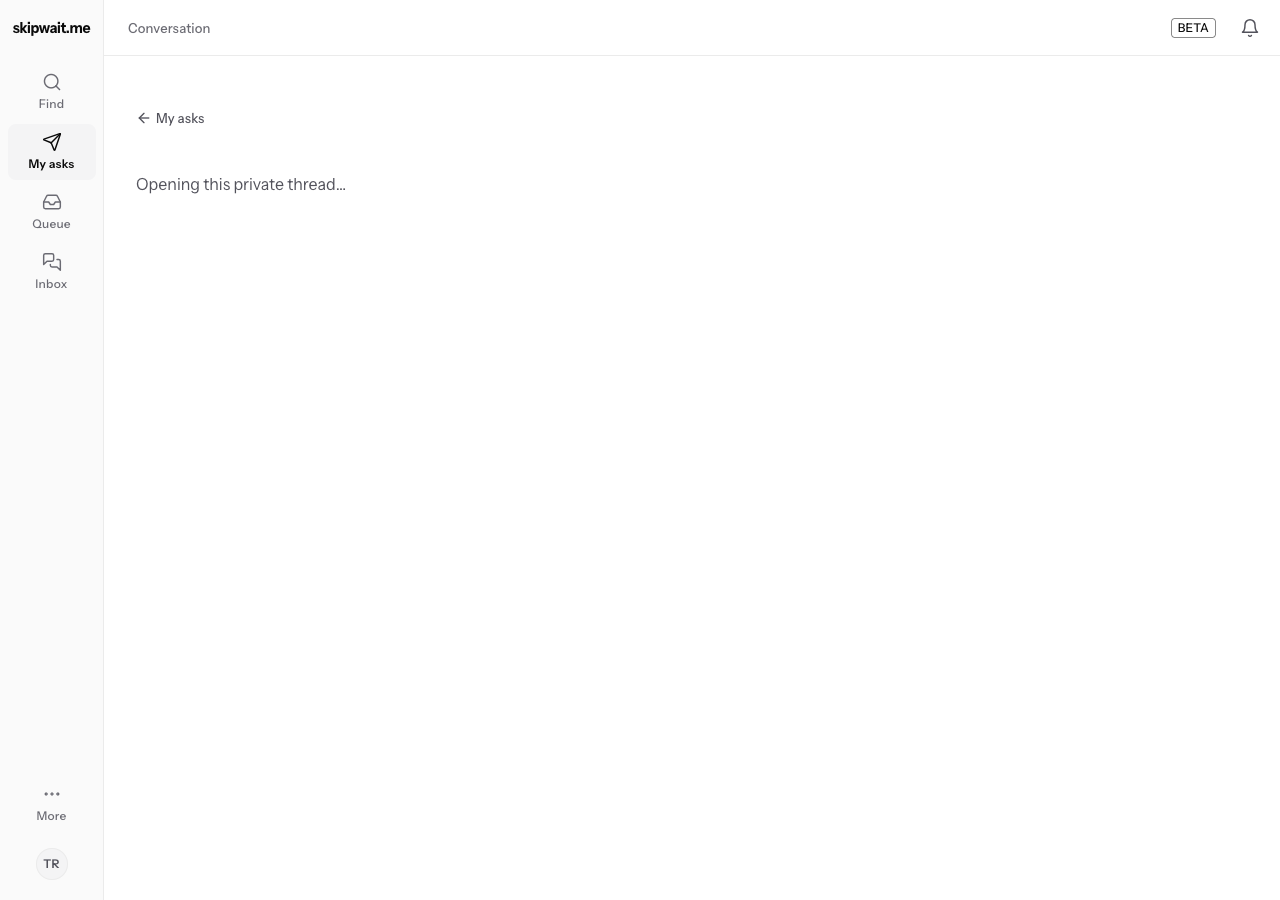 skipwait.me
Conversation
BETA
Find
My asks
Queue
Inbox
My asks
Opening this private thread…
More
TR